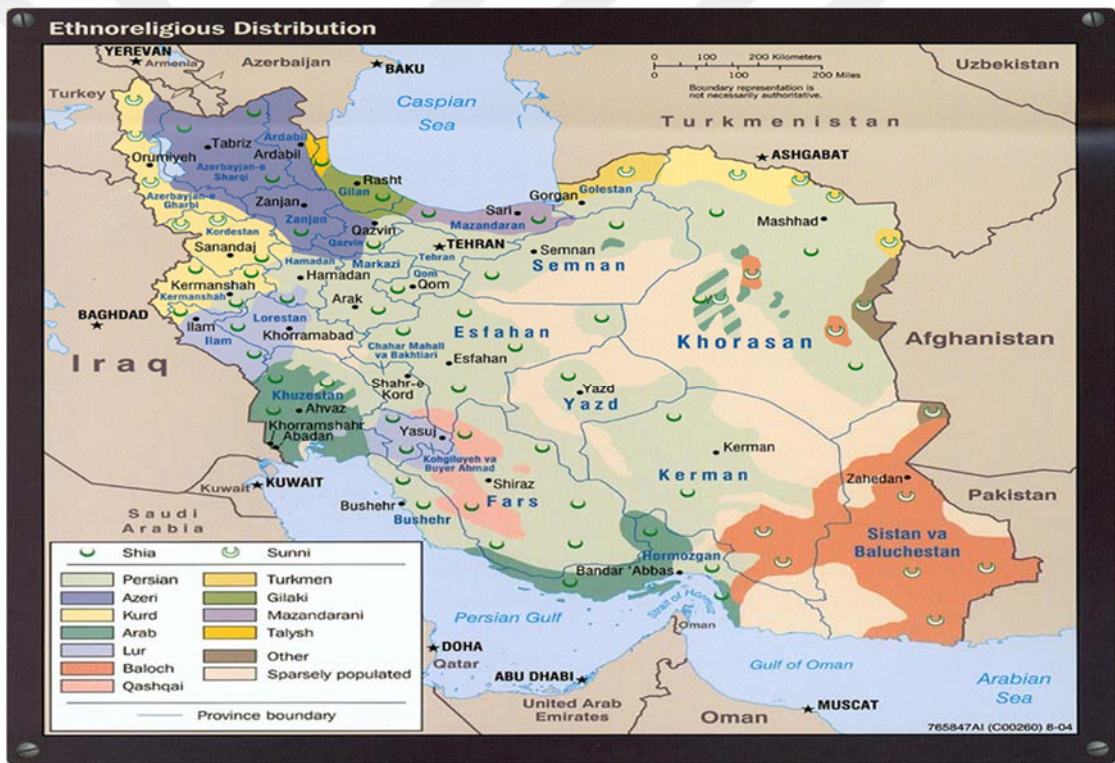 Ethnoreligious Distribution
YEREVAN
Armenia
Azerbaijan
BAKU
Turkey
Caspian
Sea
0 100 200 Kilometers
0 100 200 Miles
Boundary representation is
not necessarily authoritative.
Uzbekistan
Turkmenistan
ASHGABAT
Tabriz
Ardabil
Ardabil
Orumiyeh
Azerbayjan-e
Sharqi
Rasht
Gilan
Azerbayjan-e
Gharbi
Zanjan
Zanjan
Gorgan
Golestan
Sari
Mazandaran
Mashhad
Kordestan
Qazvin
Qazvin
TEHRAN
Tehran
Semnan
Semnan
Sanandaj
Hamadan
Markazi
Hamadan
Qom
Qom
Kermanshah
Kermanshah
Arak
BAGHDAD
Ilam
Lorestan
Khorramabad
Ilam
Esfahan
Khorasan
Afghanistan
Iraq
Chahar Mahall
va Bakhtiari
Esfahan
Shahr-e
Kord
Yazd
Yazd
Khuzestan
Ahvaz
Khorramshahr
Abadan
Yasuj
Kohgiluyeh va
Buyer Ahmad
Kerman
Kerman
KUWAIT
Kuwait
Shiraz
Fars
Zahedan
Pakistan
Saudi
Arabia
Bushehr
Bushehr
Sistan va
Baluchestan
Hormozgan
Bandar 'Abbas
Strait of Hormuz
Oman
Persian Gulf
DOHA
Qatar
Gulf of Oman
ABU DHABI
United Arab
Emirates
Oman
MUSCAT
Arabian
Sea
Shia Sunni
Persian Turkmen
Azeri Gilaki
Kurd Mazandarani
Arab Talysh
Lur Other
Baloch Sparsely populated
Qashqai
Province boundary
765847AI (C00260) 8-04